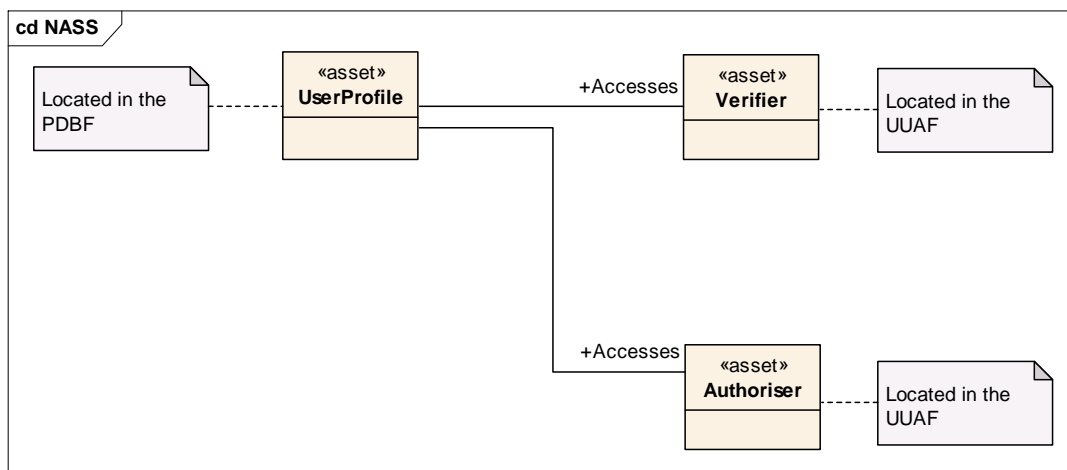 cd NASS
Located in the
PDBF
«asset»
UserProfile
+Accesses
«asset»
Verifier
Located in the
UUAF
+Accesses
«asset»
Authoriser
Located in the
UUAF